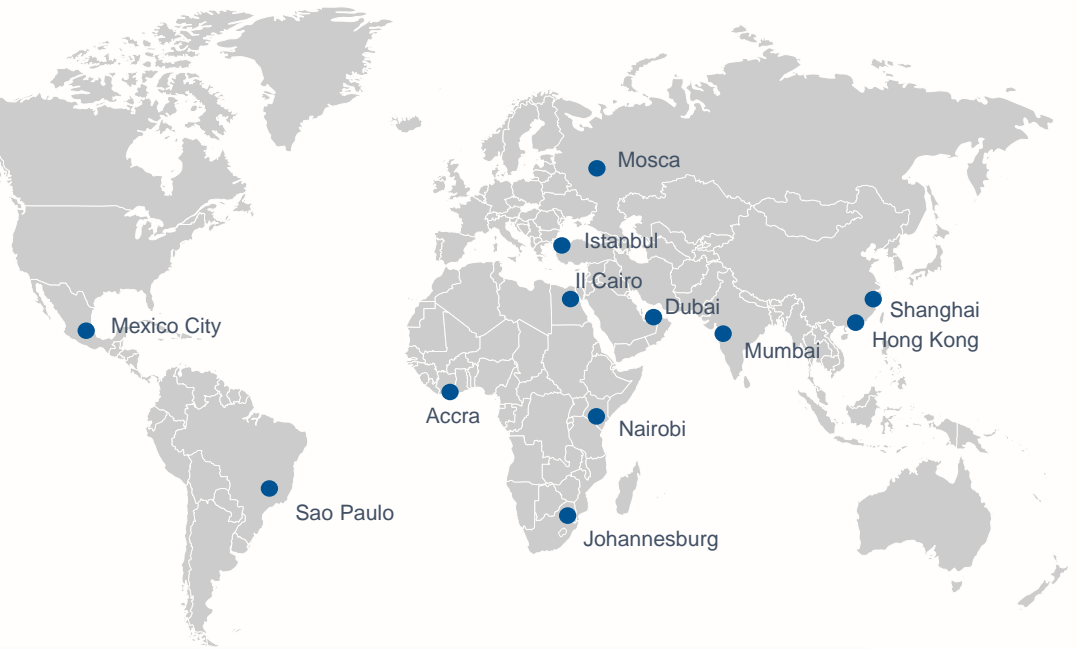 Mosca
Istanbul
Il Cairo
Dubai
Shanghai
Mexico City
Hong Kong
Mumbai
Accra
Nairobi
Sao Paulo
Johannesburg